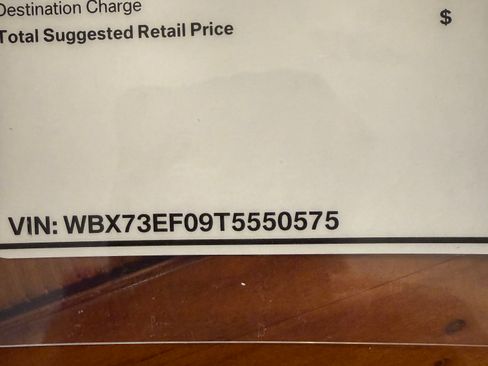 Destination Charge
$
Total Suggested Retail Price
VIN: WBX73EF09T5550575